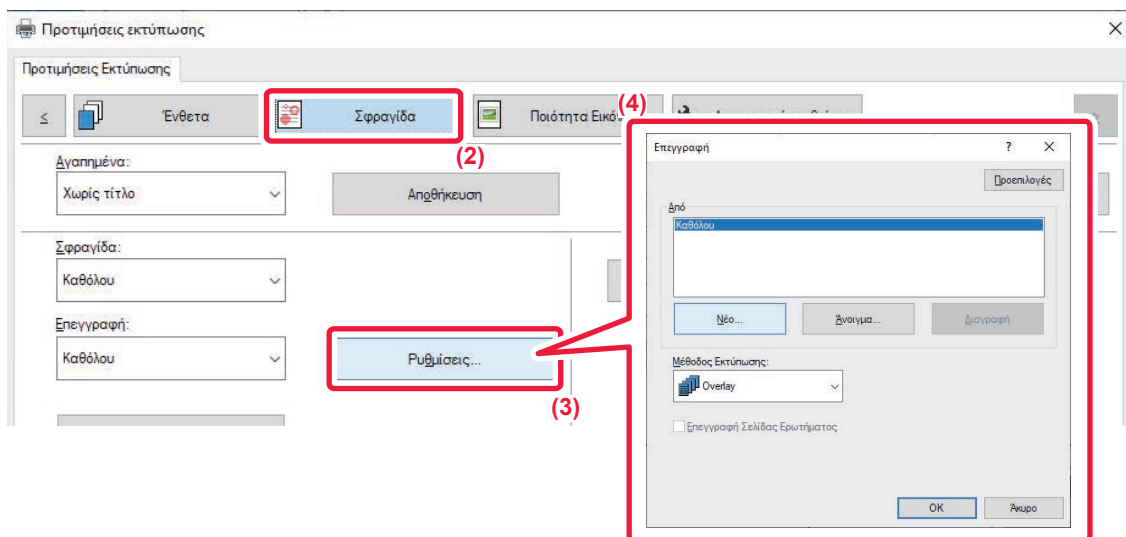 Προτιμήσεις εκτύπωσης
Προτιμήσεις Εκτύπωσης
≤
Ένθετα
Σφραγίδα
Ποιότητα
(4)
(2)
Αγαπημένα:
Χωρίς τίτλο
Αποθήκευση
Σφραγίδα:
Καθόλου
Επεγγραφή:
Καθόλου
Ρυθμίσεις...
(3)
Επεγγραφή
?
Προεπιλογές
Από
Καθόλου
Νέο...
Άνοιγμα...
Διαγραφή
Μέθοδος Εκτύπωσης:
Overlay
Επεγγραφή Σελίδας Ερωτήματος
OK
Άκυρο